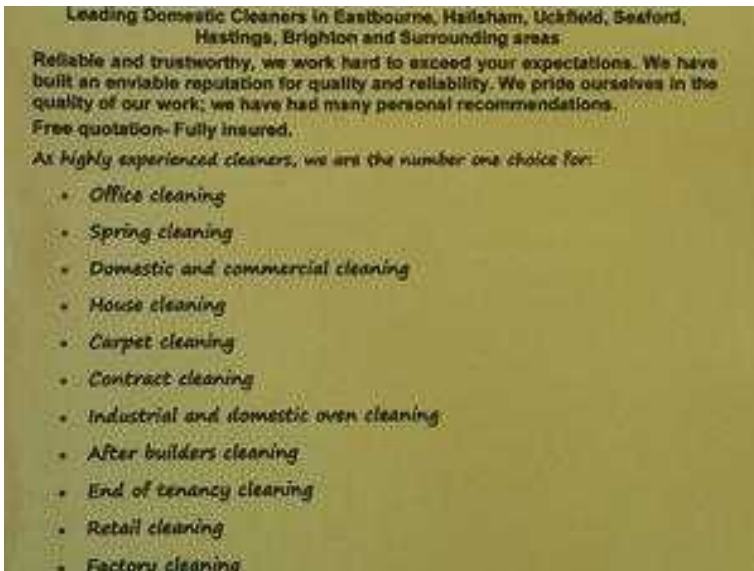 Leading Domestic Cleaners in Eastbourne, Hailsham, Uckfield, Seaford,
Hastings, Brighton and Surrounding areas
Reliable and trustworthy, we work hard to exceed your expectations. We have
built an enviable reputation for quality and reliability. We pride ourselves in the
quality of our work; we have had many personal recommendations.
Free quotation- Fully insured.
As highly experienced cleaners, we are the number one choice for:
• Office cleaning
• Spring cleaning
• Domestic and commercial cleaning
• House cleaning
• Carpet cleaning
• Contract cleaning
• Industrial and domestic oven cleaning
• After builders cleaning
• End of tenancy cleaning
• Retail cleaning
• Factory cleaning